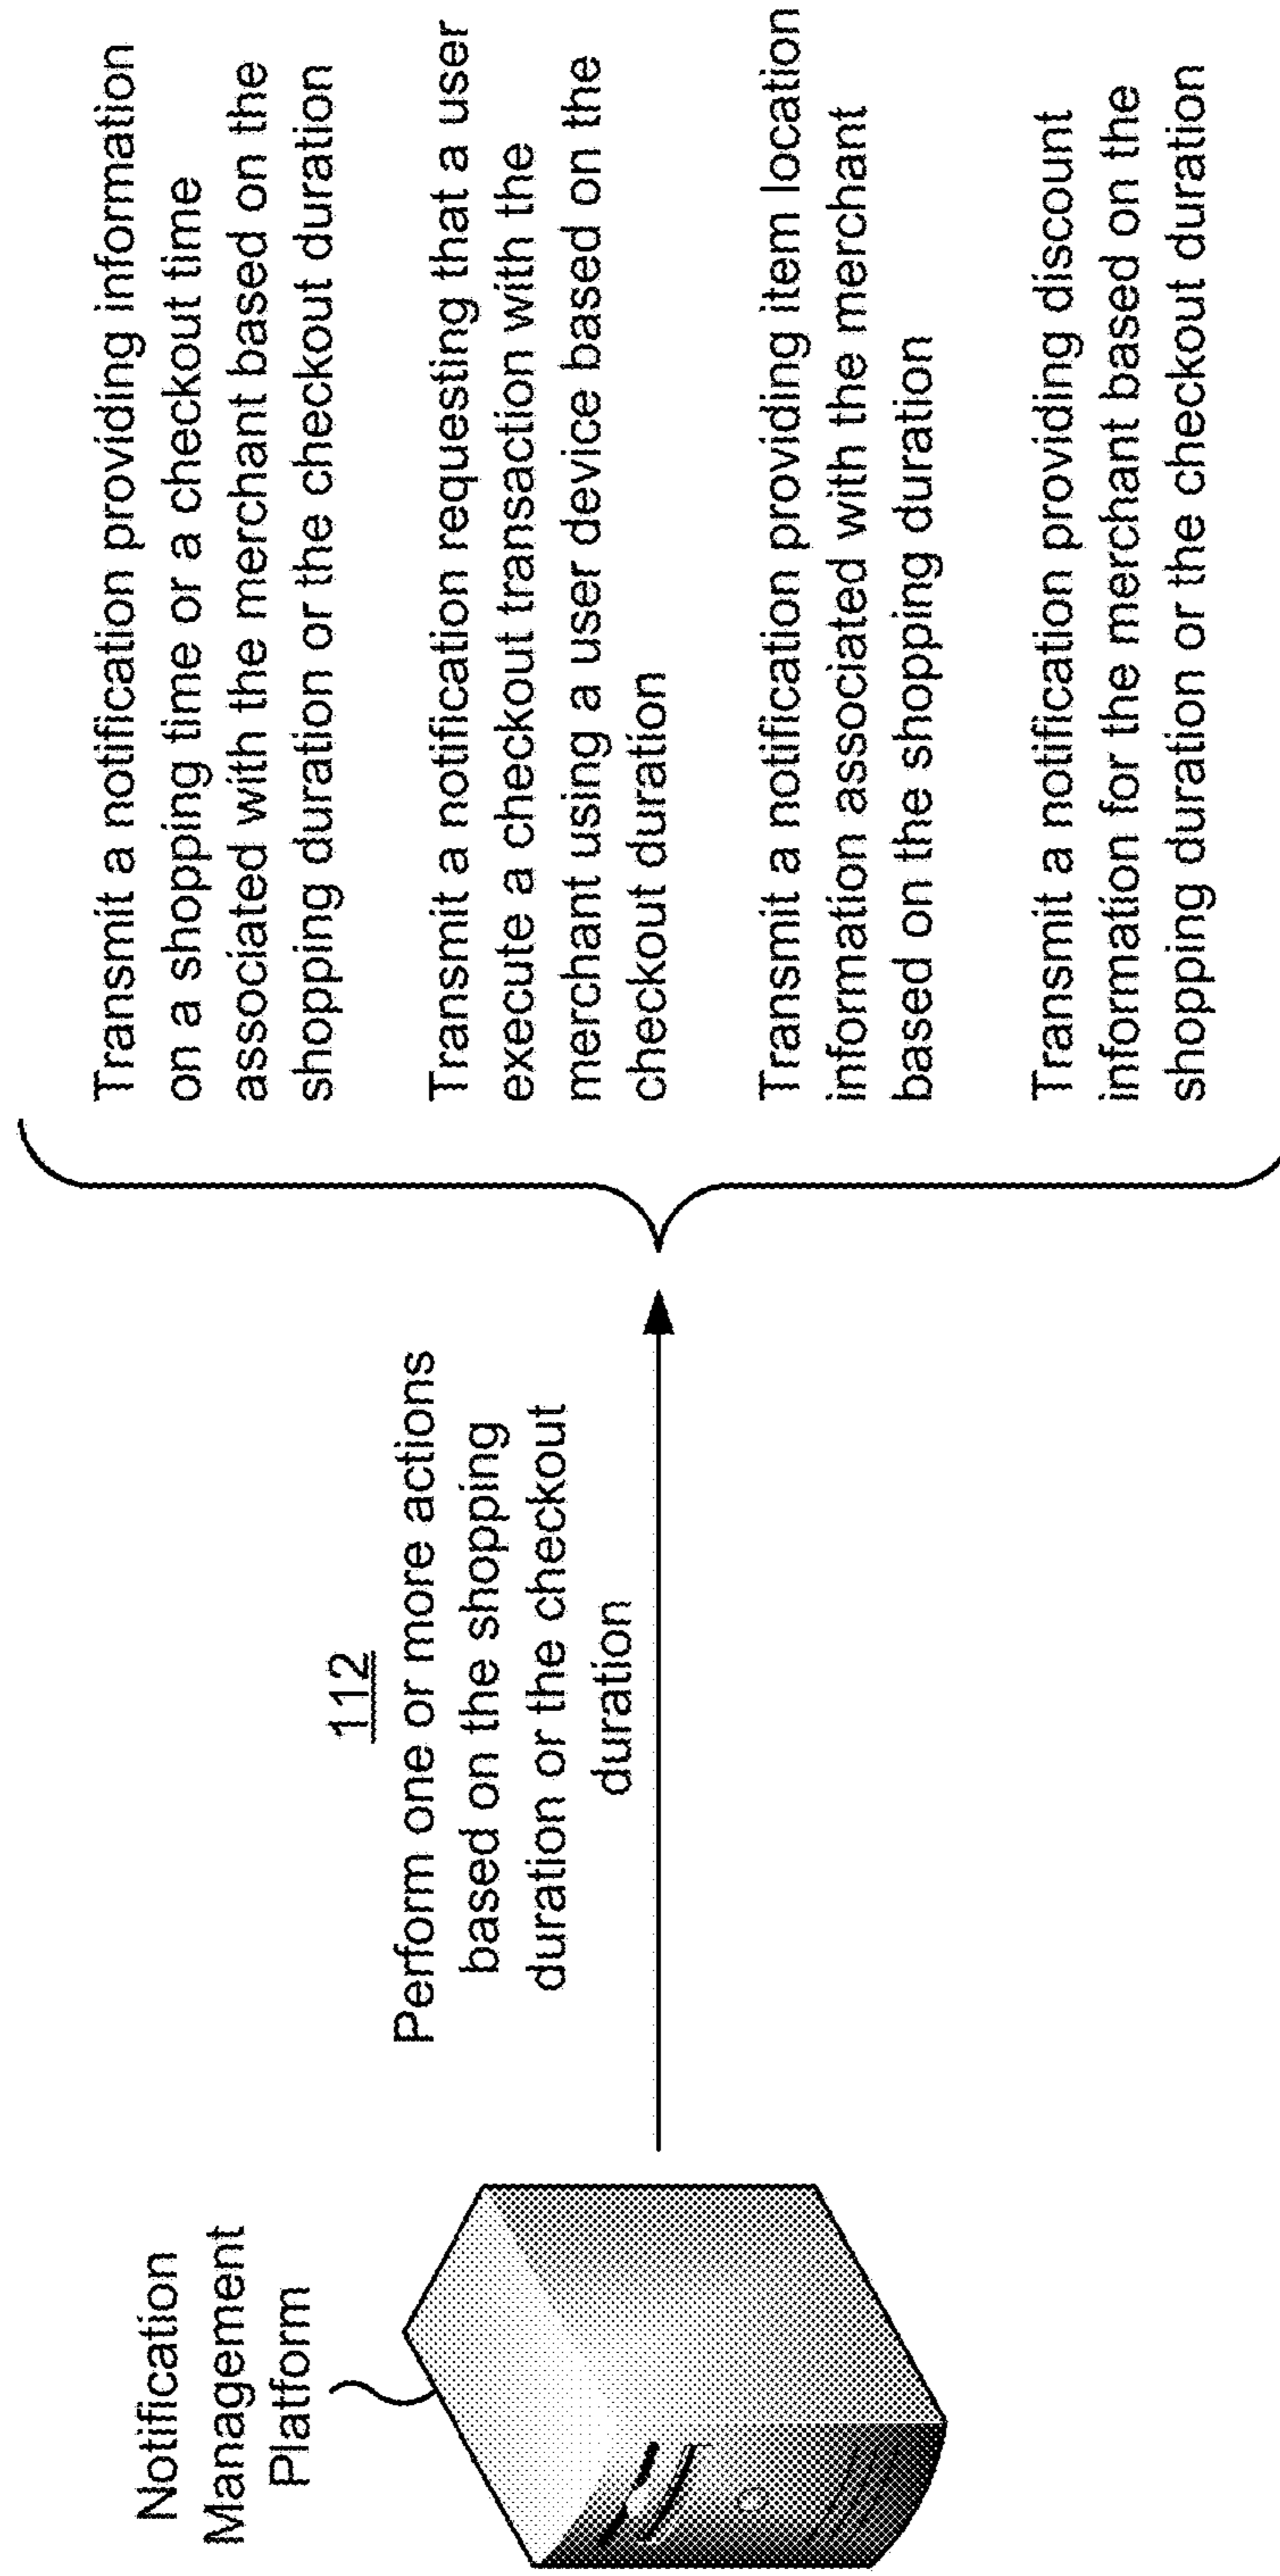 Notification
Management
Platform
112
Perform one or more actions
based on the shopping
duration or the checkout
duration
Transmit a notification providing information
on a shopping time or a checkout time
associated with the merchant based on the
shopping duration or the checkout duration
Transmit a notification requesting that a user
execute a checkout transaction with the
merchant using a user device based on the
checkout duration
Transmit a notification providing item location
information associated with the merchant
based on the shopping duration
Transmit a notification providing discount
information for the merchant based on the
shopping duration or the checkout duration